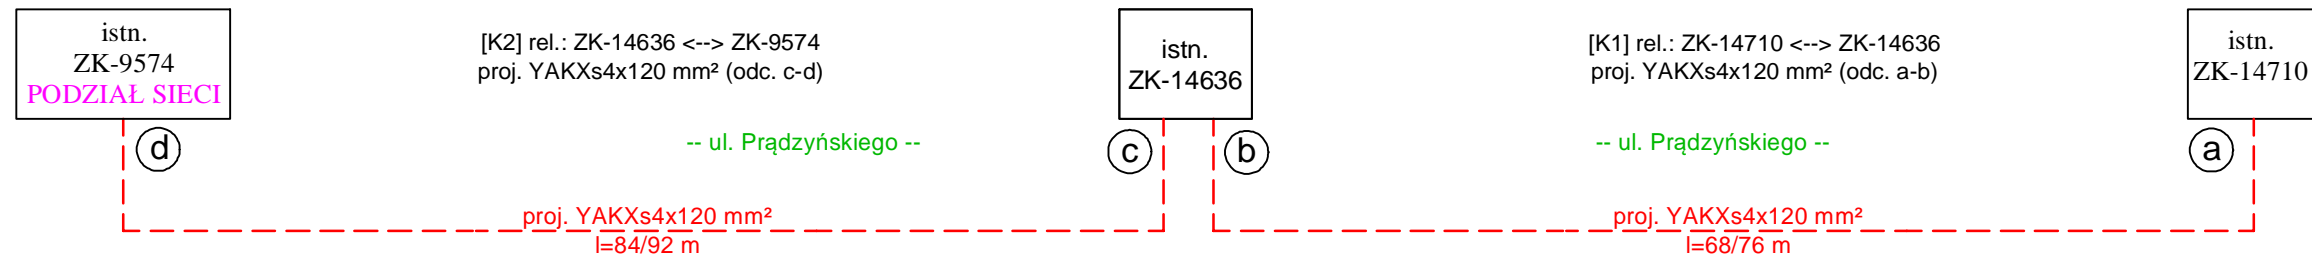 istn.
ZK-9574
PODZIAŁ SIECI
[K2] rel.: ZK-14636 <--> ZK-9574
proj. YAKXs4x120 mm² (odc. c-d)
istn.
ZK-14636
[K1] rel.: ZK-14710 <--> ZK-14636
proj. YAKXs4x120 mm² (odc. a-b)
istn.
ZK-14710
d
-- ul. Prądzyńskiego --
c
b
-- ul. Prądzyńskiego --
a
proj. YAKXs4x120 mm²
l=84/92 m
proj. YAKXs4x120 mm²
l=68/76 m